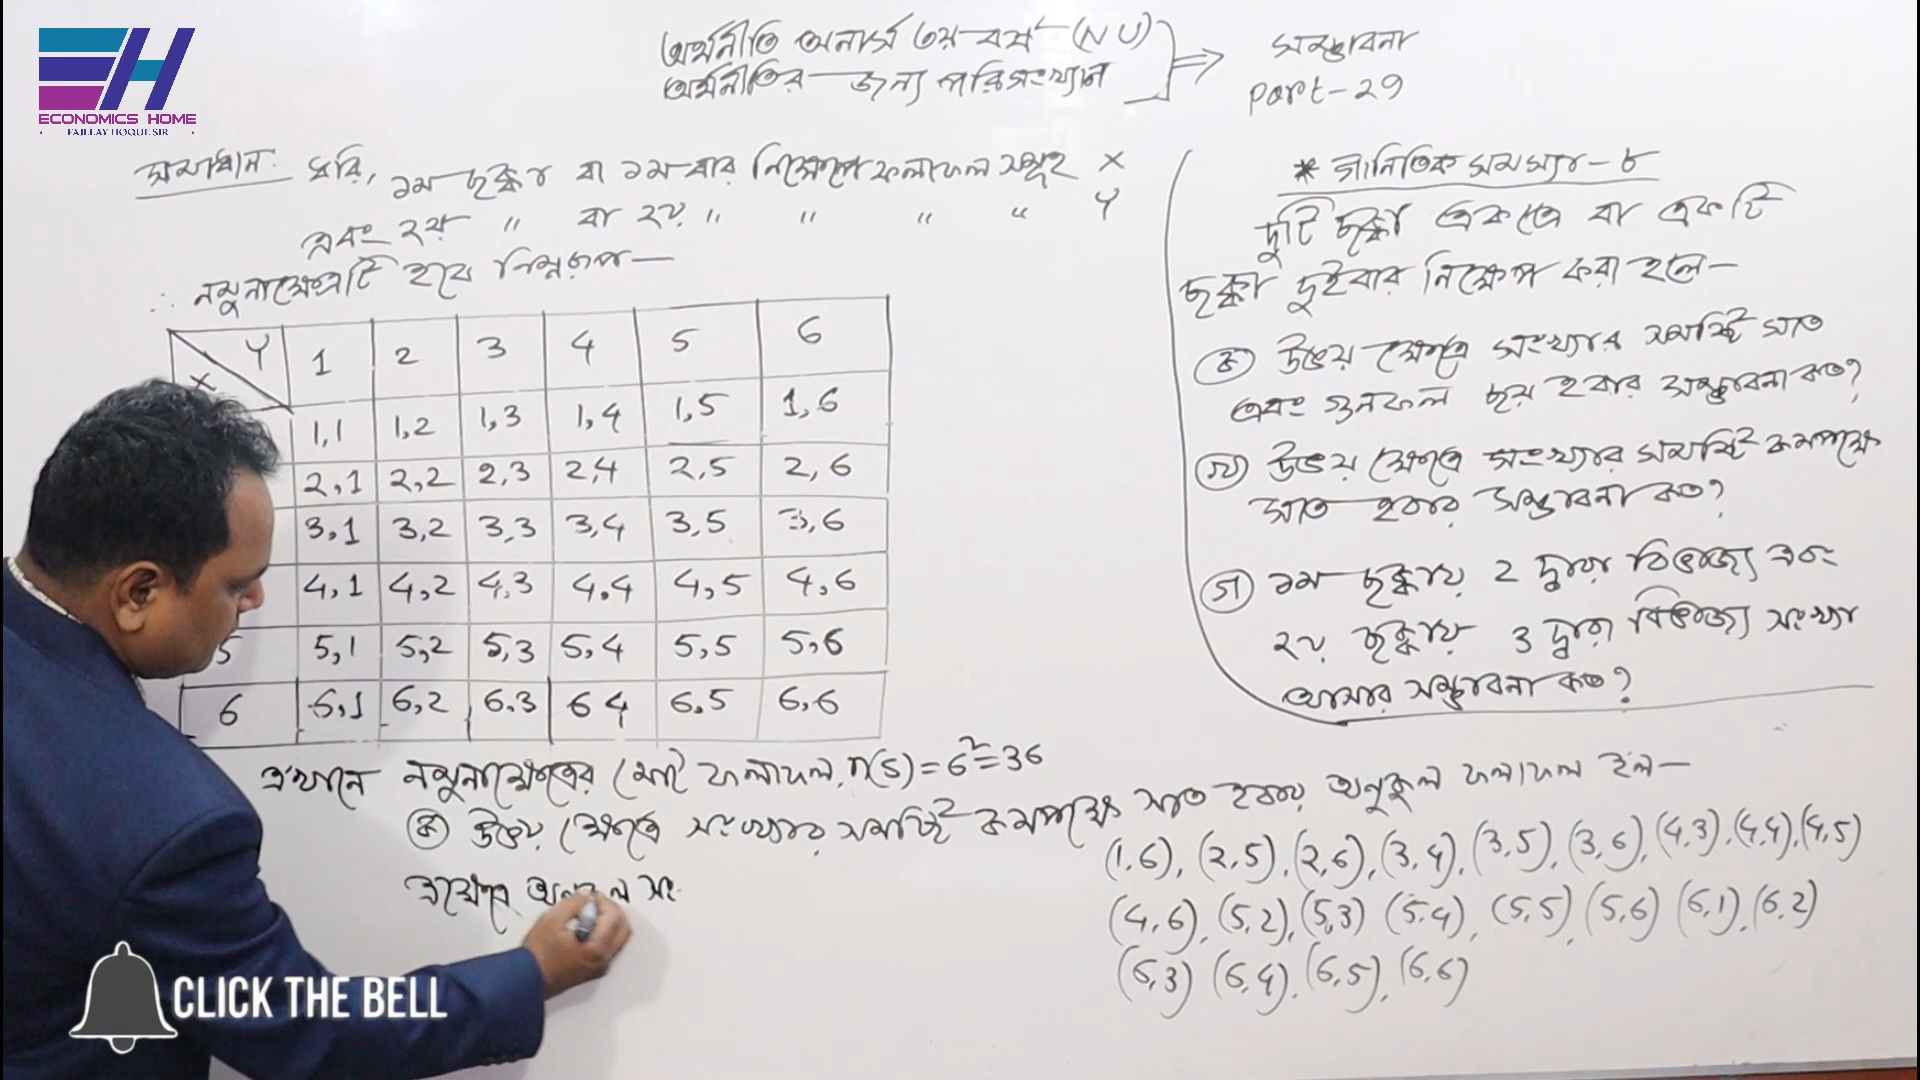 ECONOMICS HOME
FAJLLAY HOQUE SIR
অর্থনীতি অনার্স ৩য় বর্ষ (NU)
অর্থনীতির জন্য পরিসংখ্যান
⇒ সম্ভাবনা
Part-29
সমাধান: ধরি, ১ম ছক্কা বা ১ম বার নিক্ষেপে ফলাফল সমূহ X
এবং ২য় " বা ২য় " " " " Y
∴ নমুনাক্ষেত্রটি হবে নিম্নরূপ—
Y 1 2 3 4 5 6
X
1,1 1,2 1,3 1,4 1,5 1,6
2,1 2,2 2,3 2,4 2,5 2,6
3,1 3,2 3,3 3,4 3,5 3,6
4,1 4,2 4,3 4,4 4,5 4,6
5 5,1 5,2 5,3 5,4 5,5 5,6
6 6,1 6,2 6.3 6 4 6,5 6,6
* গানিতিক সমস্যা-৮
দুটি ছক্কা একত্রে বা একটি
ছক্কা দুইবার নিক্ষেপ করা হলে—
ক উভয় ক্ষেত্রে সংখ্যার সমষ্টি সাত
এবং গুনফল ছয় হবার সম্ভাবনা কত?
খ উভয় ক্ষেত্রে সংখ্যার সমষ্টি কমপক্ষে
সাত হবার সম্ভাবনা কত?
গ ১ম ছক্কায় 2 দ্বারা বিভাজ্য এবং
২য় ছক্কায় 3 দ্বারা বিভাজ্য সংখ্যা
আসার সম্ভাবনা কত?
এখানে নমুনাক্ষেত্রের মোট ফলাফল, n(S) = 6² = 36
ক উভয় ক্ষেত্রে সংখ্যার সমষ্টি কমপক্ষে সাত হবার অনুকূল ফলাফল হল—
(1,6), (2,5), (2,6), (3,4), (3,5), (3,6), (4,3), (4,4), (4,5)
(4,6), (5,2), (5,3) (5,4), (5,5), (5,6) (6,1), (6,2)
(6,3) (6,4), (6,5), (6,6)
এক্ষেত্রে
CLICK THE BELL